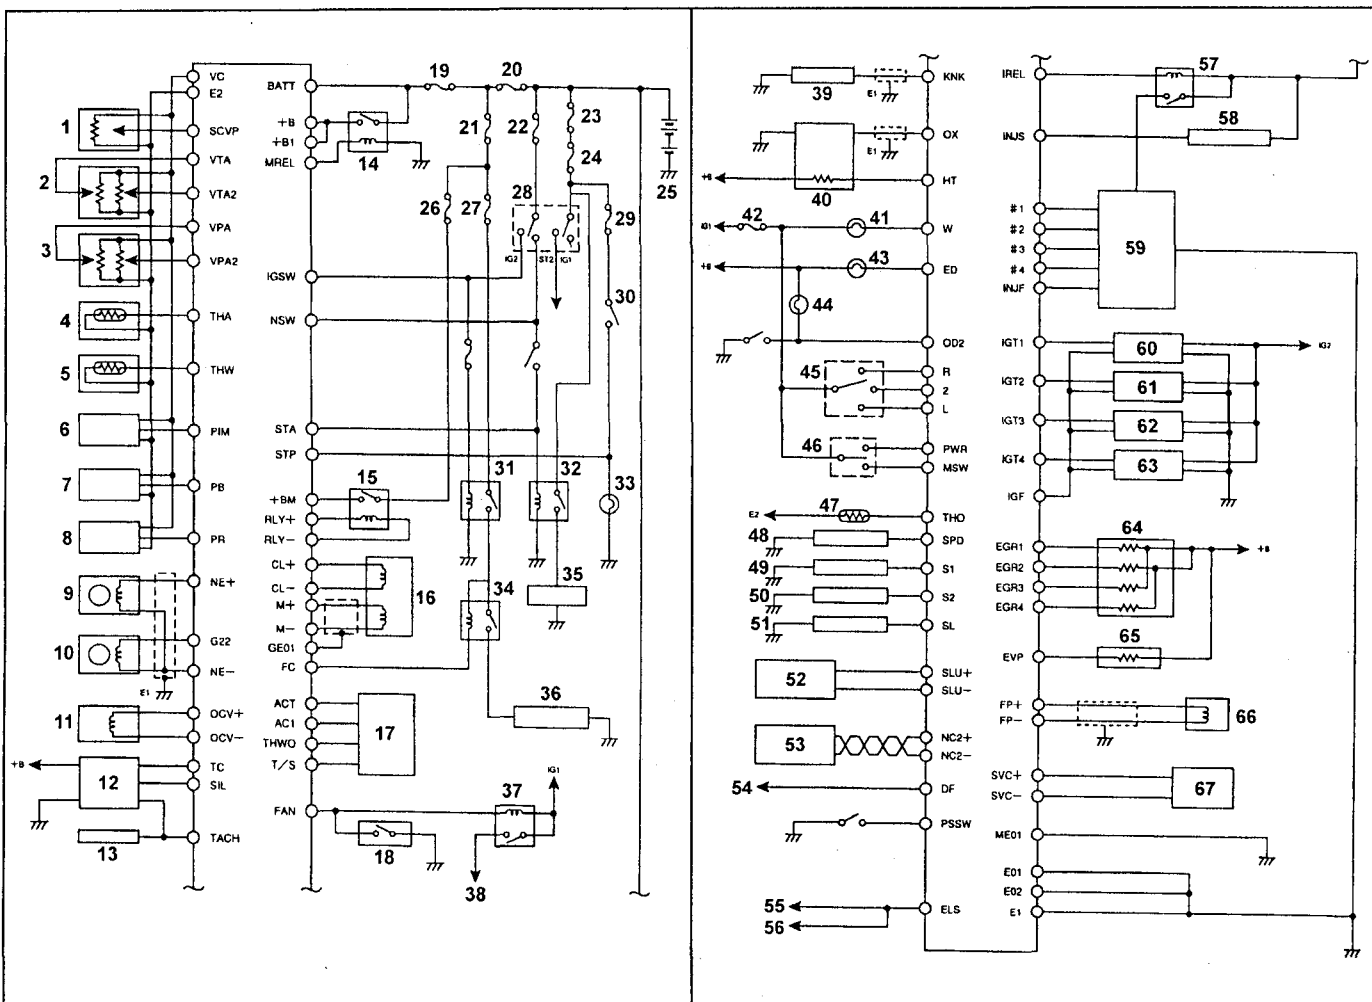 VC
E2
1
SCVP
VTA
2
VTA2
VPA
3
VPA2
4
THA
5
THW
6
PIM
7
PB
8
PR
9
NE+
10
G22
NE−
E1
11
OCV+
OCV−
+B
12
TC
SIL
13
TACH
BATT
19
20
+B
+B1
MREL
14
21
22
23
24
25
26
27
28
29
IG2
ST2
IG1
IGSW
30
NSW
STA
STP
15
31
32
33
+BM
RLY+
RLY−
CL+
CL−
16
M+
M−
GE01
FC
34
35
36
ACT
AC1
17
THWO
T/S
FAN
18
37
IG1
38
39
E1
KNK
E1
OX
+B
40
HT
IG1
42
41
W
+B
43
ED
44
OD2
45
R
2
L
46
PWR
MSW
E2
47
THO
48
SPD
49
S1
50
S2
51
SL
52
SLU+
SLU−
53
NC2+
NC2−
54
DF
PSSW
55
ELS
56
IREL
57
INJS
58
#1
#2
#3
#4
INJF
59
IGT1
60
IG2
IGT2
61
IGT3
62
IGT4
63
IGF
64
EGR1
+B
EGR2
EGR3
EGR4
65
EVP
FP+
FP−
66
SVC+
SVC−
67
ME01
E01
E02
E1